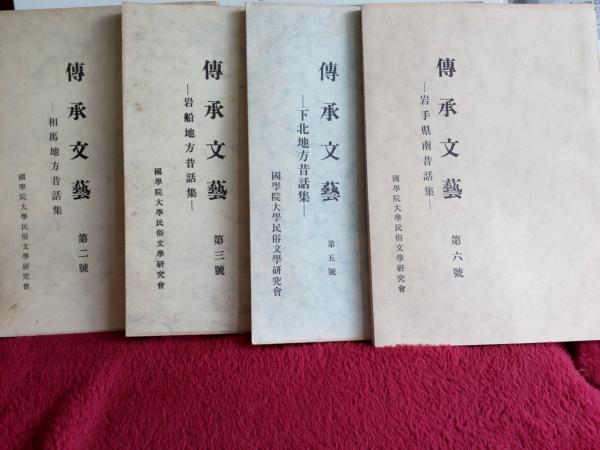 傳承文藝
第二號
―相馬地方昔話集―
國學院大學民俗文學研究會
傳承文藝
第三號
―岩船地方昔話集―
國學院大學民俗文學研究會
傳承文藝
第五號
―下北地方昔話集―
國學院大學民俗文學研究會
傳承文藝
第六號
―岩手県南昔話集―
國學院大學民俗文學研究會